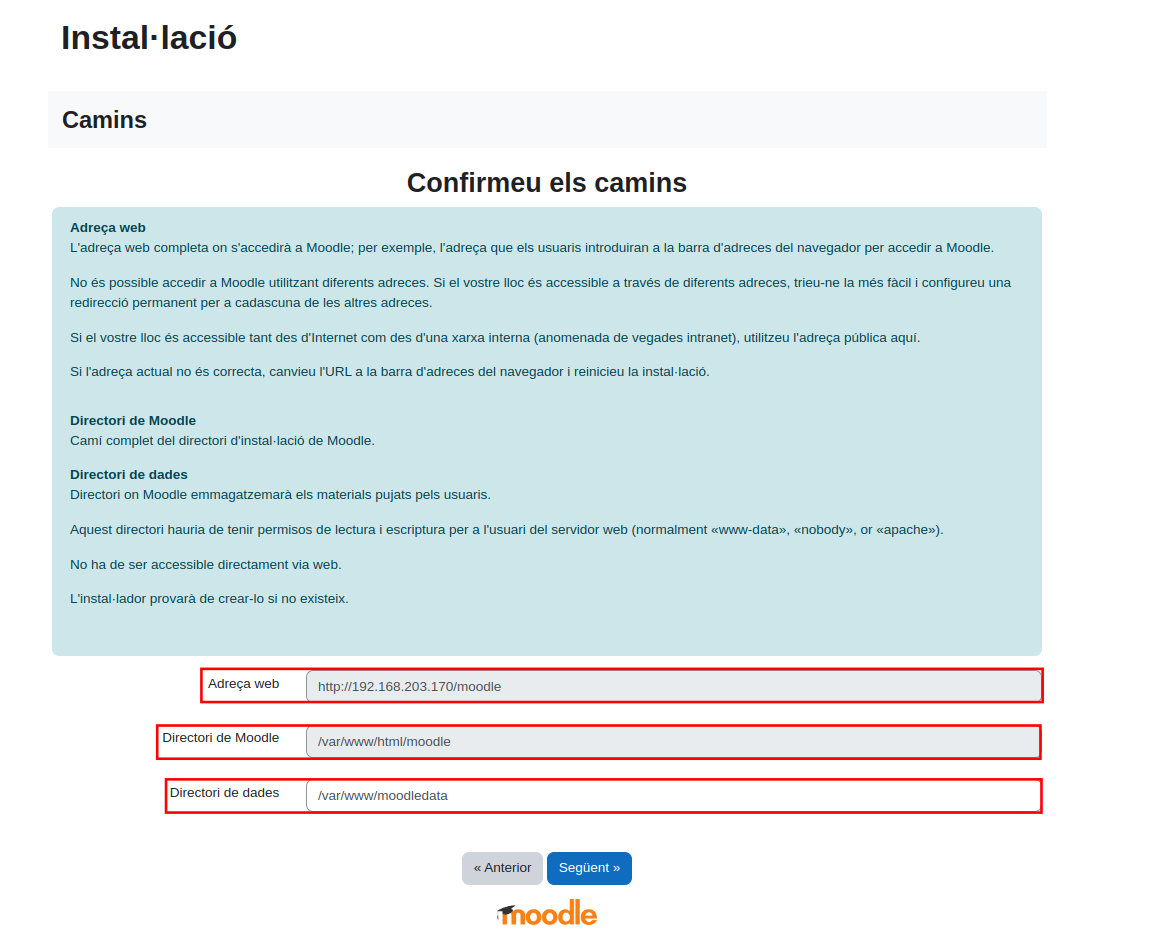 Instal·lació
Camins
Confirmeu els camins
Adreça web
L'adreça web completa on s'accedirà a Moodle; per exemple, l'adreça que els usuaris introduiran a la barra d'adreces del navegador per accedir a Moodle.
No és possible accedir a Moodle utilitzant diferents adreces. Si el vostre lloc és accessible a través de diferents adreces, trieu-ne la més fàcil i configureu una
redirecció permanent per a cadascuna de les altres adreces.
Si el vostre lloc és accessible tant des d'Internet com des d'una xarxa interna (anomenada de vegades intranet), utilitzeu l'adreça pública aquí.
Si l'adreça actual no és correcta, canvieu l'URL a la barra d'adreces del navegador i reinicieu la instal·lació.
Directori de Moodle
Camí complet del directori d'instal·lació de Moodle.
Directori de dades
Directori on Moodle emmagatzemarà els materials pujats pels usuaris.
Aquest directori hauria de tenir permisos de lectura i escriptura per a l'usuari del servidor web (normalment «www-data», «nobody», or «apache»).
No ha de ser accessible directament via web.
L'instal·lador provarà de crear-lo si no existeix.
Adreça web http://192.168.203.170/moodle
Directori de Moodle /var/www/html/moodle
Directori de dades /var/www/moodledata
« Anterior Següent »
moodle